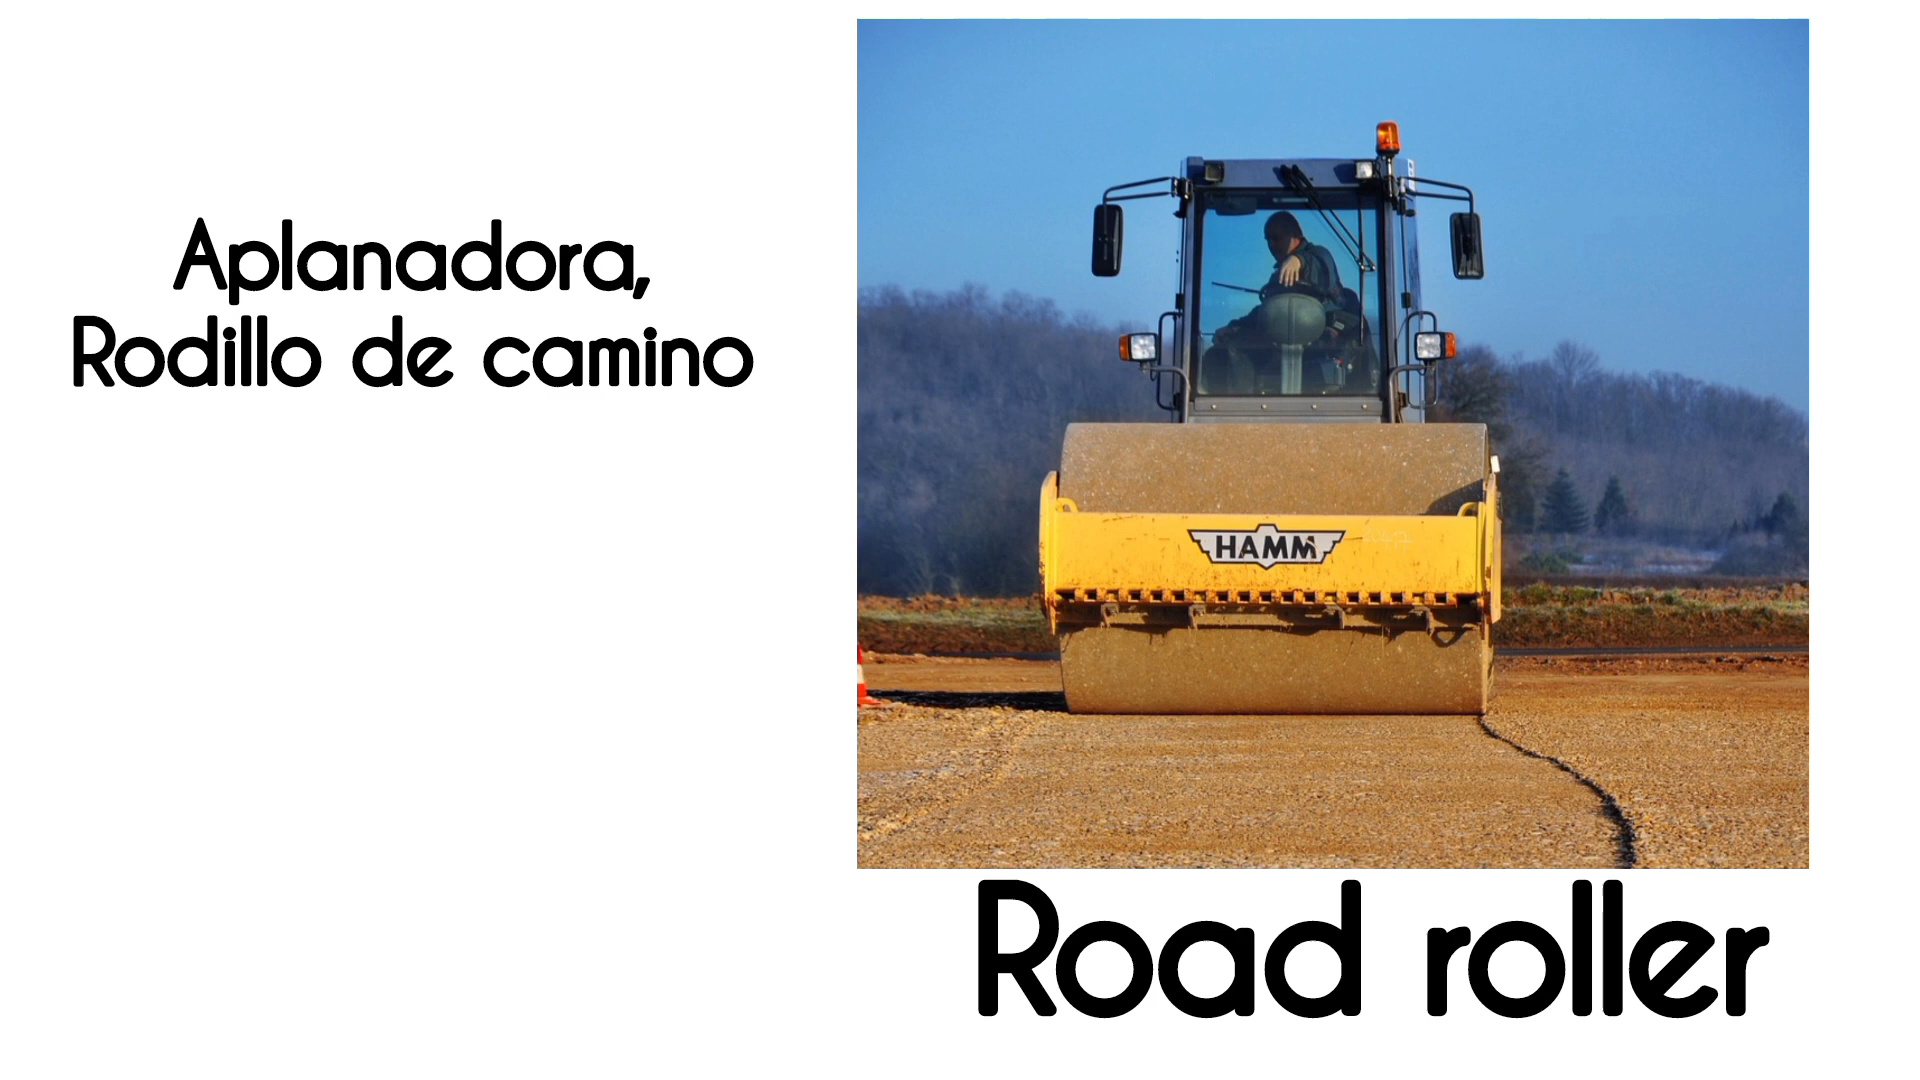 Aplanadora,
Rodillo de camino
HAMM
Road roller